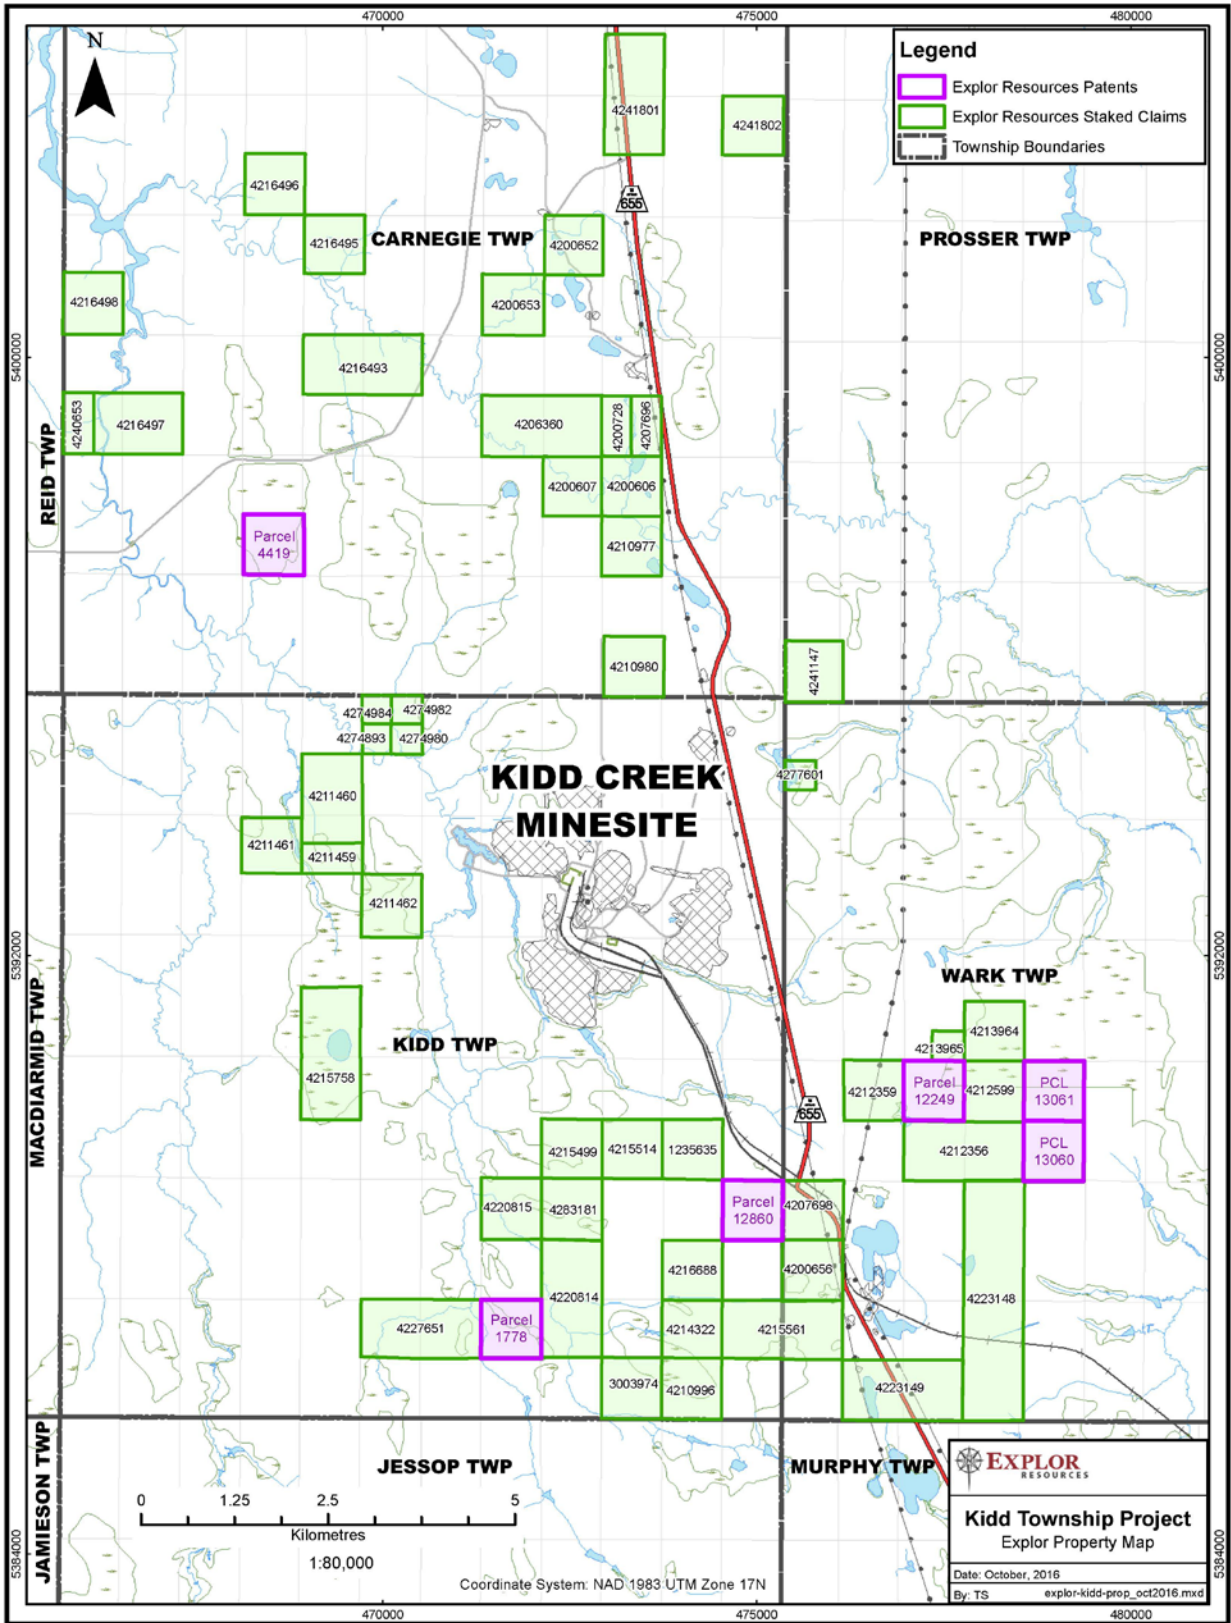 470000
475000
480000
N
Legend
Explor Resources Patents
Explor Resources Staked Claims
Township Boundaries
4241801
4241802
4216496
655
4216495
CARNEGIE TWP
4200652
PROSSER TWP
4216498
4200653
5400000
5400000
4216493
4240653
4216497
4206360
4200728
4207696
REID TWP
4200607
4200606
Parcel
4419
4210977
4210980
4241147
4274984
4274982
4274893
4274980
KIDD CREEK
MINESITE
4277601
4211460
4211461
4211459
4211462
5392000
5392000
WARK TWP
MACDIARMID TWP
KIDD TWP
4213964
4213965
4215758
4212359
Parcel
12249
4212599
PCL
13061
655
4215499
4215514
1235635
4212356
PCL
13060
4220815
4283181
Parcel
12860
4207698
4216688
4200656
4220814
4223148
4227651
Parcel
1778
4214322
4215561
3003974
4210996
4223149
JAMIESON TWP
JESSOP TWP
MURPHY TWP
EXPLOR
RESOURCES
0
1.25
2.5
5
Kilometres
1:80,000
Kidd Township Project
Explor Property Map
5384000
5384000
Coordinate System: NAD 1983 UTM Zone 17N
Date: October, 2016
By: TS
explor-kidd-prop_oct2016.mxd
470000
475000
480000